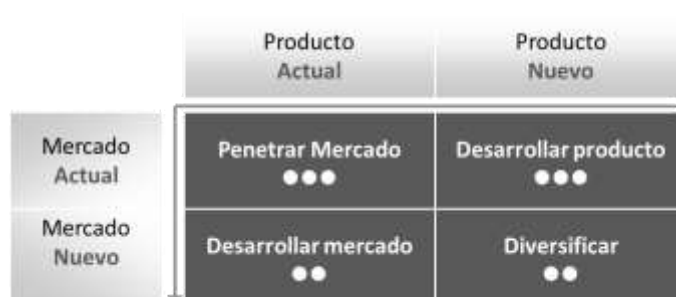 Producto
Actual
Producto
Nuevo
Mercado
Actual
Penetrar Mercado
Desarrollar producto
Mercado
Nuevo
Desarrollar mercado
Diversificar